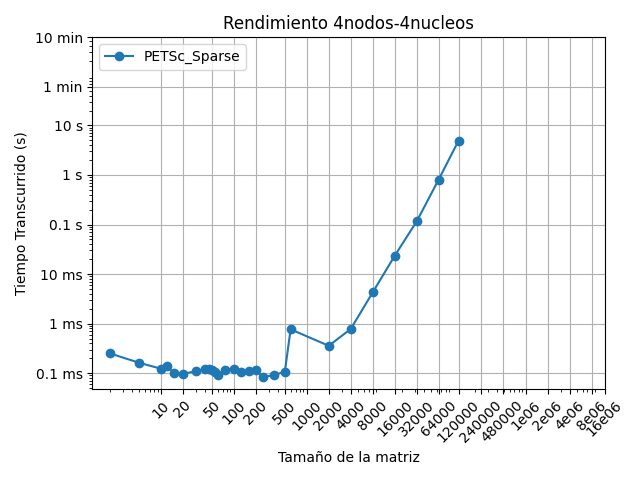 Rendimiento 4nodos-4nucleos
PETSc_Sparse
10 min
1 min
10 s
1 s
0.1 s
10 ms
1 ms
0.1 ms
Tiempo Transcurrido (s)
10
20
50
100
200
500
1000
2000
4000
8000
16000
32000
64000
120000
240000
480000
1e06
2e06
4e06
8e06
16e06
Tamaño de la matriz